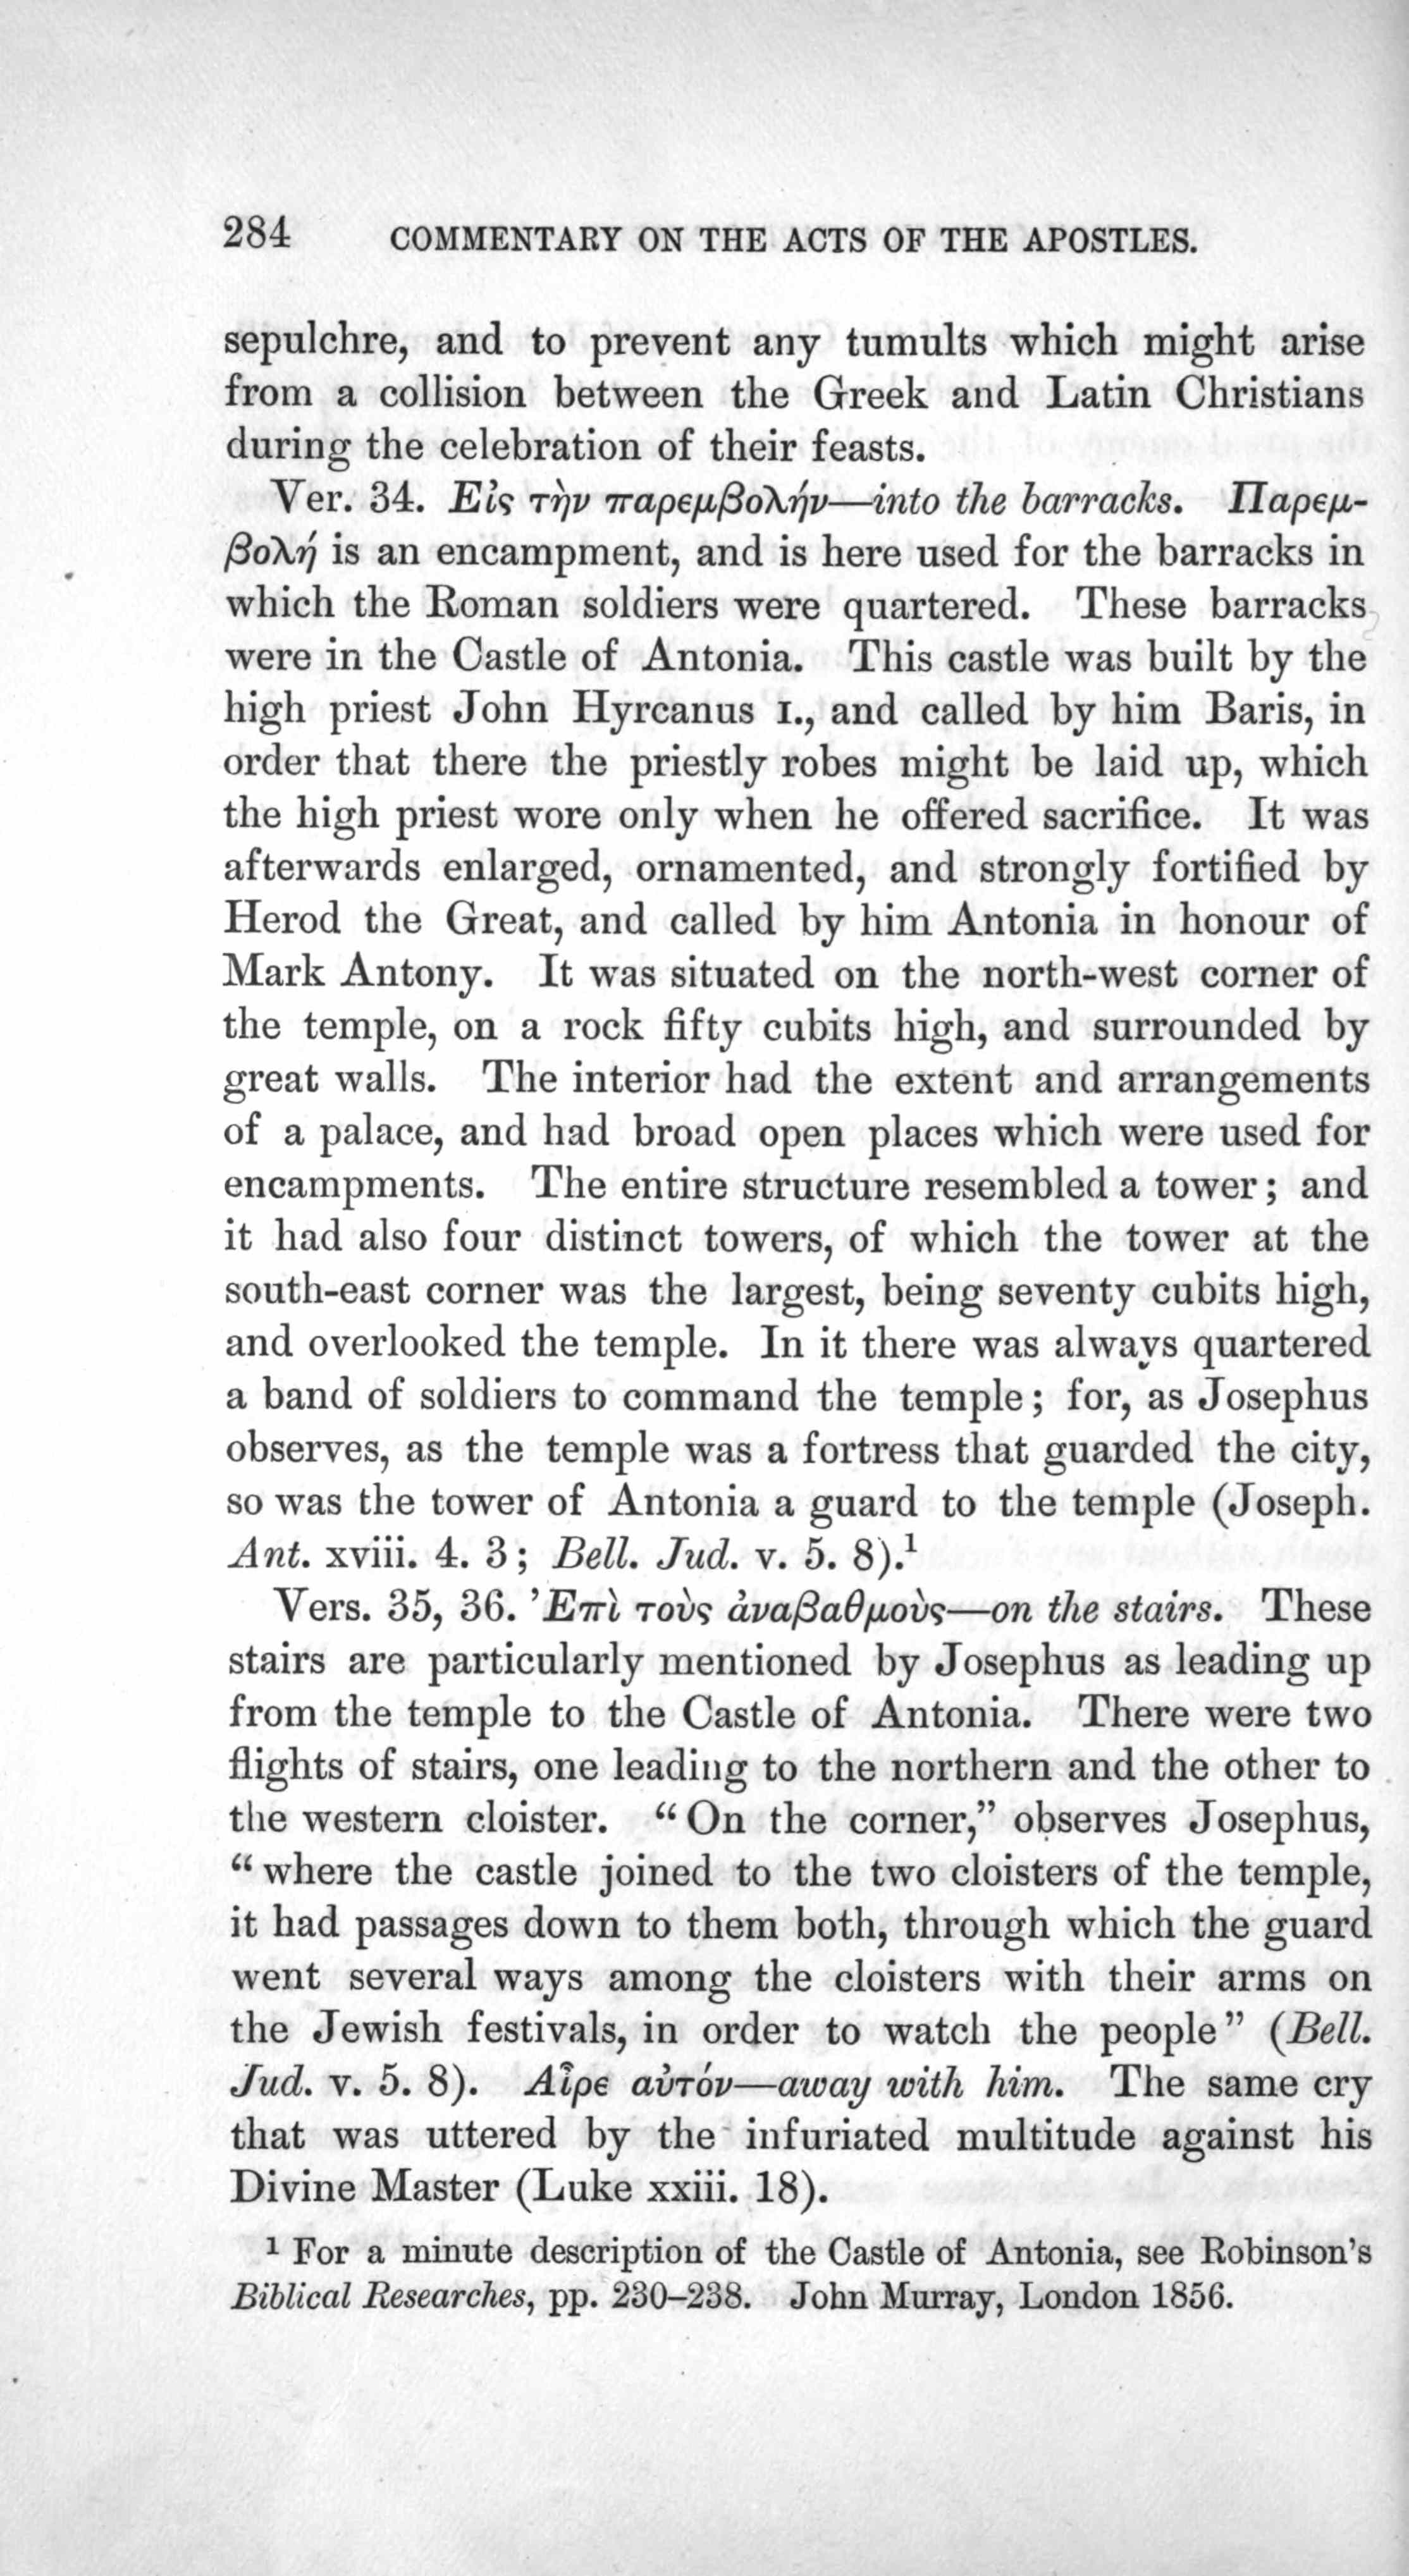 284 COMMENTARY ON THE ACTS OF THE APOSTLES.
sepulchre, and to prevent any tumults which might arise
from a collision between the Greek and Latin Christians
during the celebration of their feasts.
Ver. 34. Εἰς τὴν παρεμβολήν—into the barracks. Παρεμ-
βολή is an encampment, and is here used for the barracks in
which the Roman soldiers were quartered. These barracks
were in the Castle of Antonia. This castle was built by the
high priest John Hyrcanus I., and called by him Baris, in
order that there the priestly robes might be laid up, which
the high priest wore only when he offered sacrifice. It was
afterwards enlarged, ornamented, and strongly fortified by
Herod the Great, and called by him Antonia in honour of
Mark Antony. It was situated on the north-west corner of
the temple, on a rock fifty cubits high, and surrounded by
great walls. The interior had the extent and arrangements
of a palace, and had broad open places which were used for
encampments. The entire structure resembled a tower; and
it had also four distinct towers, of which the tower at the
south-east corner was the largest, being seventy cubits high,
and overlooked the temple. In it there was always quartered
a band of soldiers to command the temple; for, as Josephus
observes, as the temple was a fortress that guarded the city,
so was the tower of Antonia a guard to the temple (Joseph.
Ant. xviii. 4. 3; Bell. Jud. v. 5. 8).¹
Vers. 35, 36. Ἐπὶ τοὺς ἀναβαθμοὺς—on the stairs. These
stairs are particularly mentioned by Josephus as leading up
from the temple to the Castle of Antonia. There were two
flights of stairs, one leading to the northern and the other to
the western cloister. “On the corner,” observes Josephus,
“where the castle joined to the two cloisters of the temple,
it had passages down to them both, through which the guard
went several ways among the cloisters with their arms on
the Jewish festivals, in order to watch the people” (Bell.
Jud. v. 5. 8). Αἶρε αὐτόν—away with him. The same cry
that was uttered by the infuriated multitude against his
Divine Master (Luke xxiii. 18).
¹ For a minute description of the Castle of Antonia, see Robinson's
Biblical Researches, pp. 230–238. John Murray, London 1856.